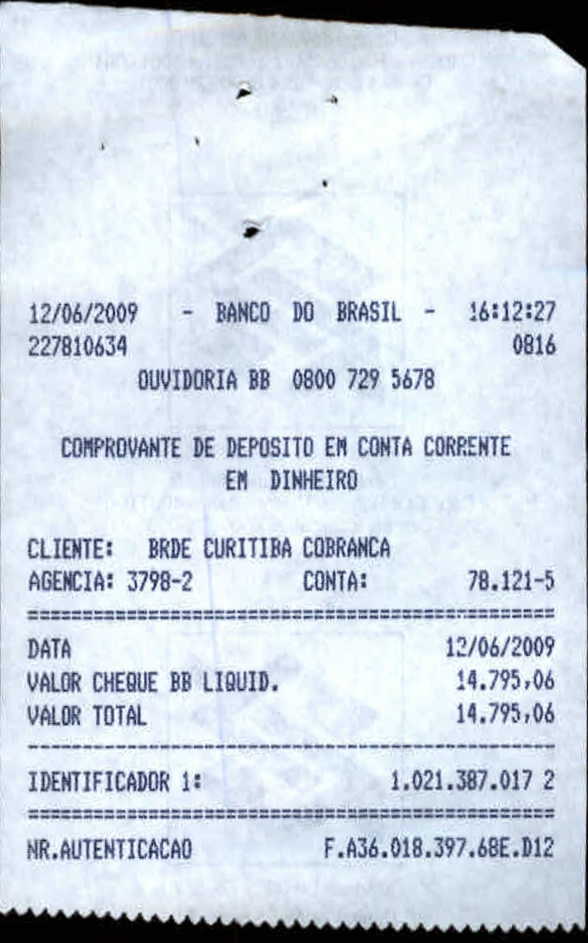 12/06/2009 - BANCO DO BRASIL - 16:12:27
227810634 0816
OUVIDORIA BB 0800 729 5678
COMPROVANTE DE DEPOSITO EM CONTA CORRENTE
EM DINHEIRO
CLIENTE: BRDE CURITIBA COBRANCA
AGENCIA: 3798-2 CONTA: 78.121-5
================================================
DATA 12/06/2009
VALOR CHEQUE BB LIQUID. 14.795,06
VALOR TOTAL 14.795,06
------------------------------------------------
IDENTIFICADOR 1: 1.021.387.017 2
================================================
NR.AUTENTICACAO F.A36.018.397.68E.D12